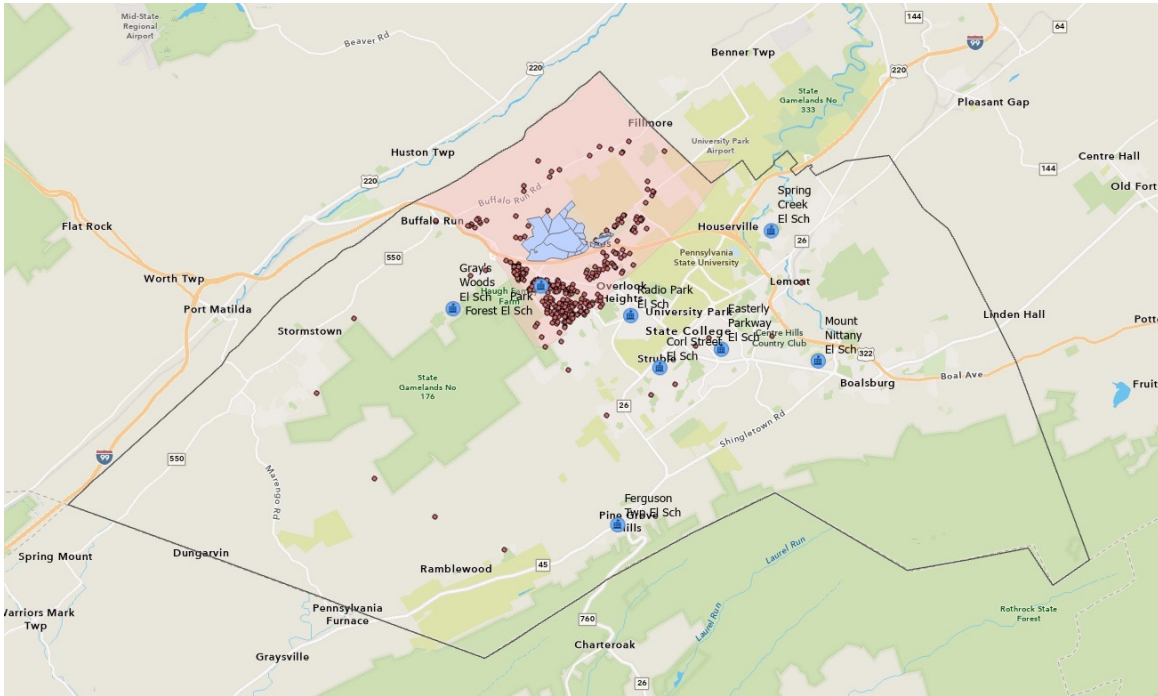 Mid-State
Regional
Airport
Beaver Rd
220
Benner Twp
144
64
99
220
State
Gamelands No
333
Pleasant Gap
Fillmore
University Park
Airport
Huston Twp
220
144
Centre Hall
Old Fort
Buffalo Run Rd
Spring
Creek
El Sch
Flat Rock
Buffalo Run
Houserville
26
550
Pennsylvania
State University
Gray's
Woods
El Sch
Park
Forest El Sch
Worth Twp
Port Matilda
Overlook
Heights
Radio Park
El Sch
University Park
Lemont
Easterly
Parkway
El Sch
Linden Hall
Stormstown
State College
Corl Street
El Sch
Struble
Centre Hills
Country Club
Mount
Nittany
El Sch
322
Boal Ave
Boalsburg
State
Gamelands No
176
26
Shingletown Rd
99
550
Marengo Rd
Ferguson
Twp El Sch
Pine Grove
Mills
Spring Mount
Dungarvin
Ramblewood
45
Laurel Run
Pennsylvania
Furnace
Warriors Mark
Twp
760
Laurel Run
Rothrock State
Forest
Graysville
Charteroak
26